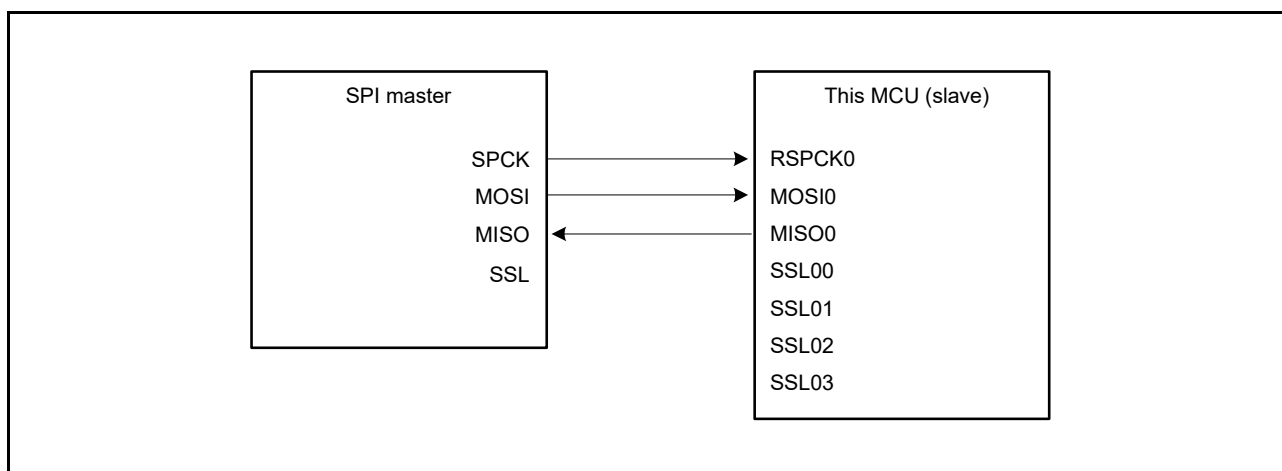 SPI master
SPCK
MOSI
MISO
SSL
This MCU (slave)
RSPCK0
MOSI0
MISO0
SSL00
SSL01
SSL02
SSL03